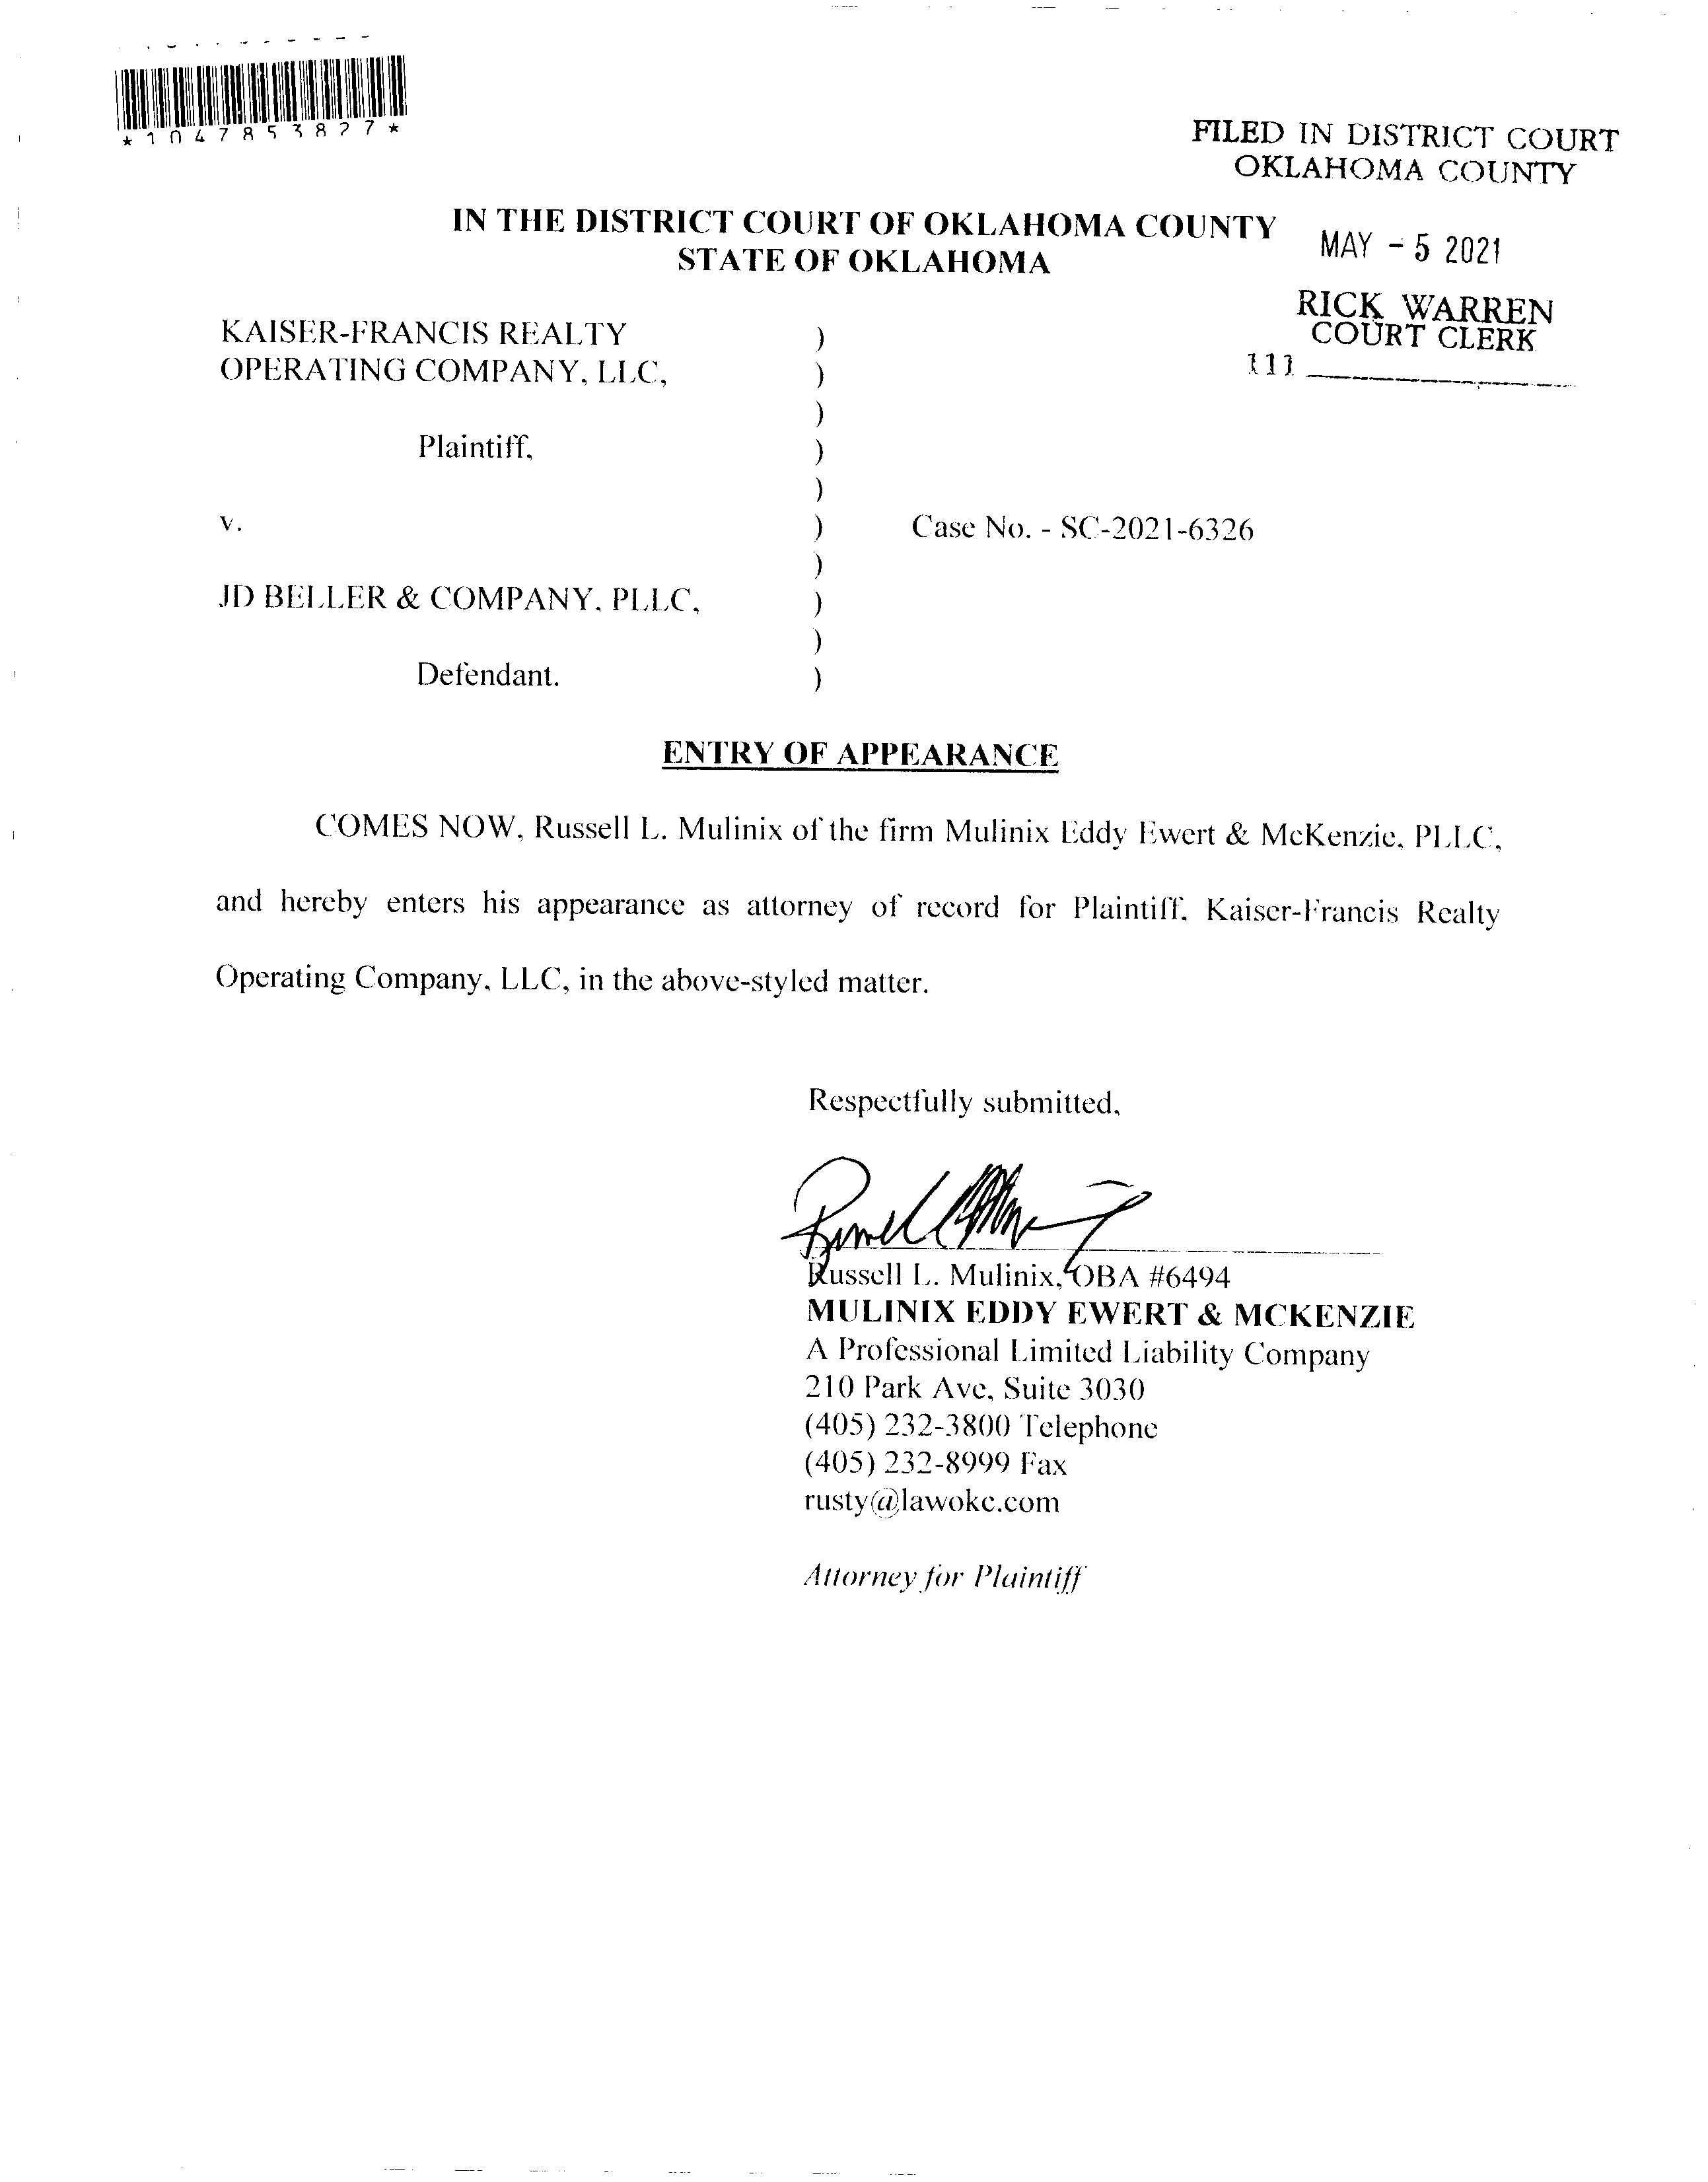 *1047853827*
FILED IN DISTRICT COURT
OKLAHOMA COUNTY
IN THE DISTRICT COURT OF OKLAHOMA COUNTY
STATE OF OKLAHOMA
MAY - 5 2021
RICK WARREN
COURT CLERK
111
KAISER-FRANCIS REALTY )
OPERATING COMPANY, LLC, )
)
Plaintiff, )
)
v. ) Case No. - SC-2021-6326
)
JD BELLER & COMPANY, PLLC, )
)
Defendant. )
ENTRY OF APPEARANCE
COMES NOW, Russell L. Mulinix of the firm Mulinix Eddy Ewert & McKenzie, PLLC,
and hereby enters his appearance as attorney of record for Plaintiff, Kaiser-Francis Realty
Operating Company, LLC, in the above-styled matter.
Respectfully submitted,
Russell L. Mulinix, OBA #6494
MULINIX EDDY EWERT & MCKENZIE
A Professional Limited Liability Company
210 Park Ave, Suite 3030
(405) 232-3800 Telephone
(405) 232-8999 Fax
rusty@lawokc.com
Attorney for Plaintiff